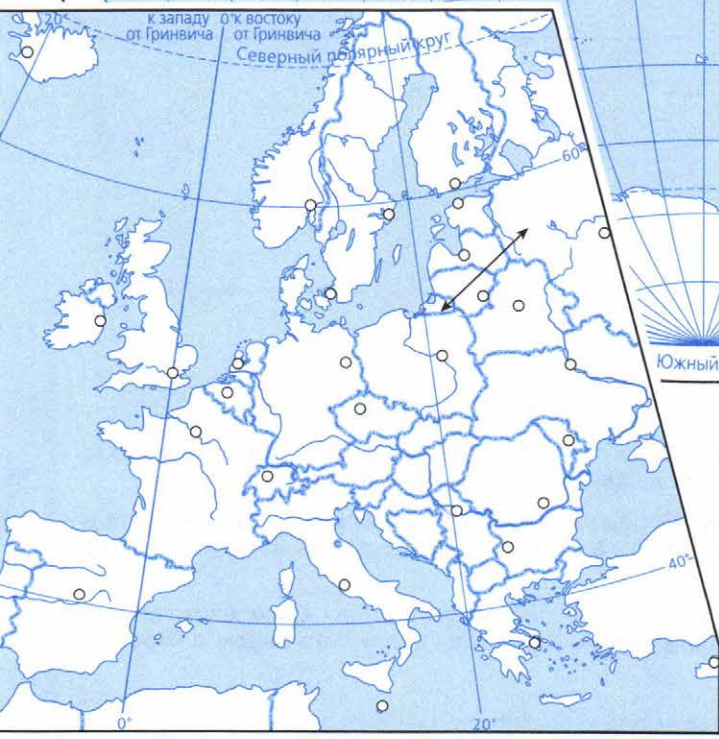 20°
к западу 0° к востоку
от Гринвича от Гринвича
Северный полярный круг
60°
Южный
40°
0°
20°